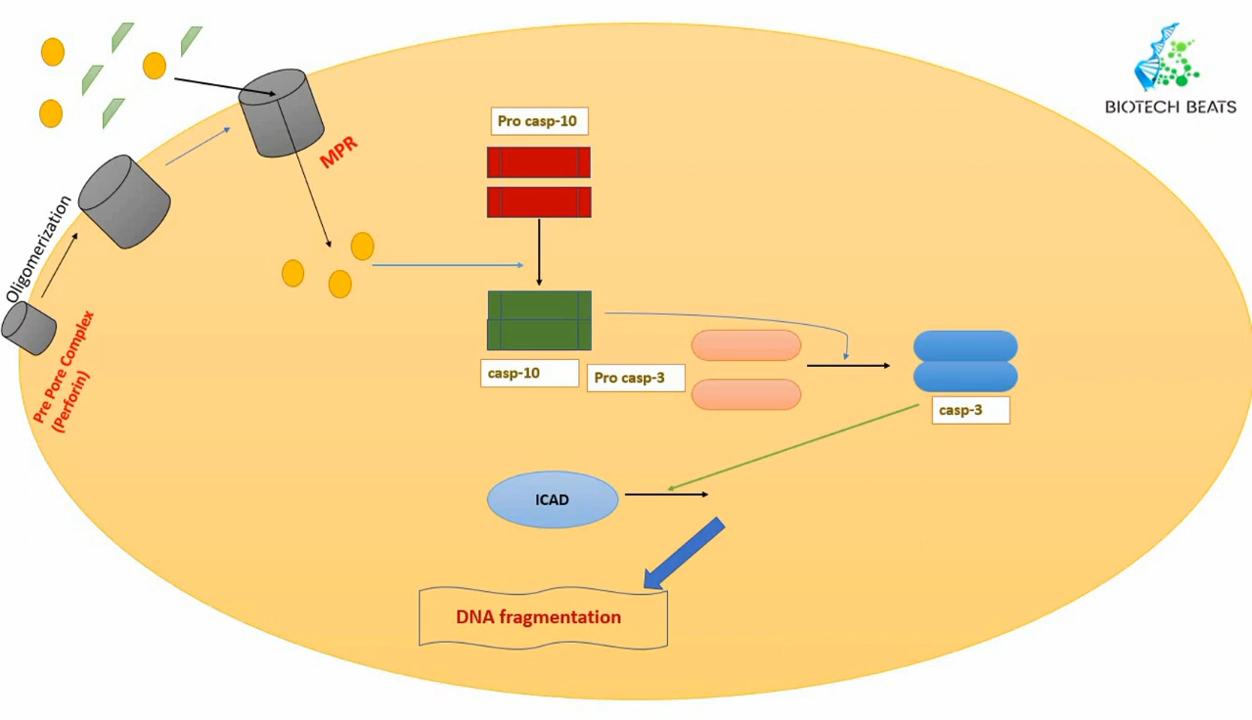 BIOTECH BEATS
Pro casp-10
MPR
Oligomerization
Pre Pore Complex
(Perforin)
casp-10
Pro casp-3
casp-3
ICAD
DNA fragmentation